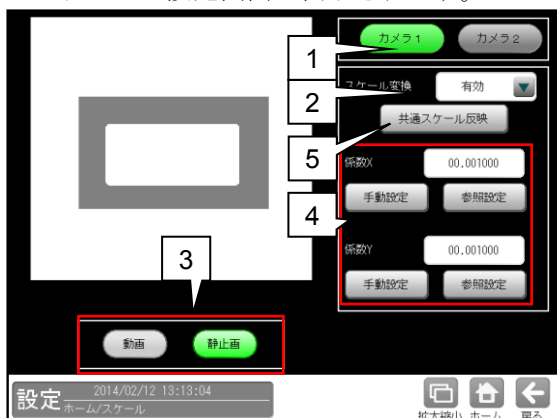 カメラ1 カメラ2
1
スケール変換 有効
2
共通スケール反映
5
係数X 00.001000
手動設定 参照設定
4
係数Y 00.001000
手動設定 参照設定
3
動画 静止画
設定 2014/02/12 13:13:04
ホーム/スケール
拡大縮小 ホーム 戻る